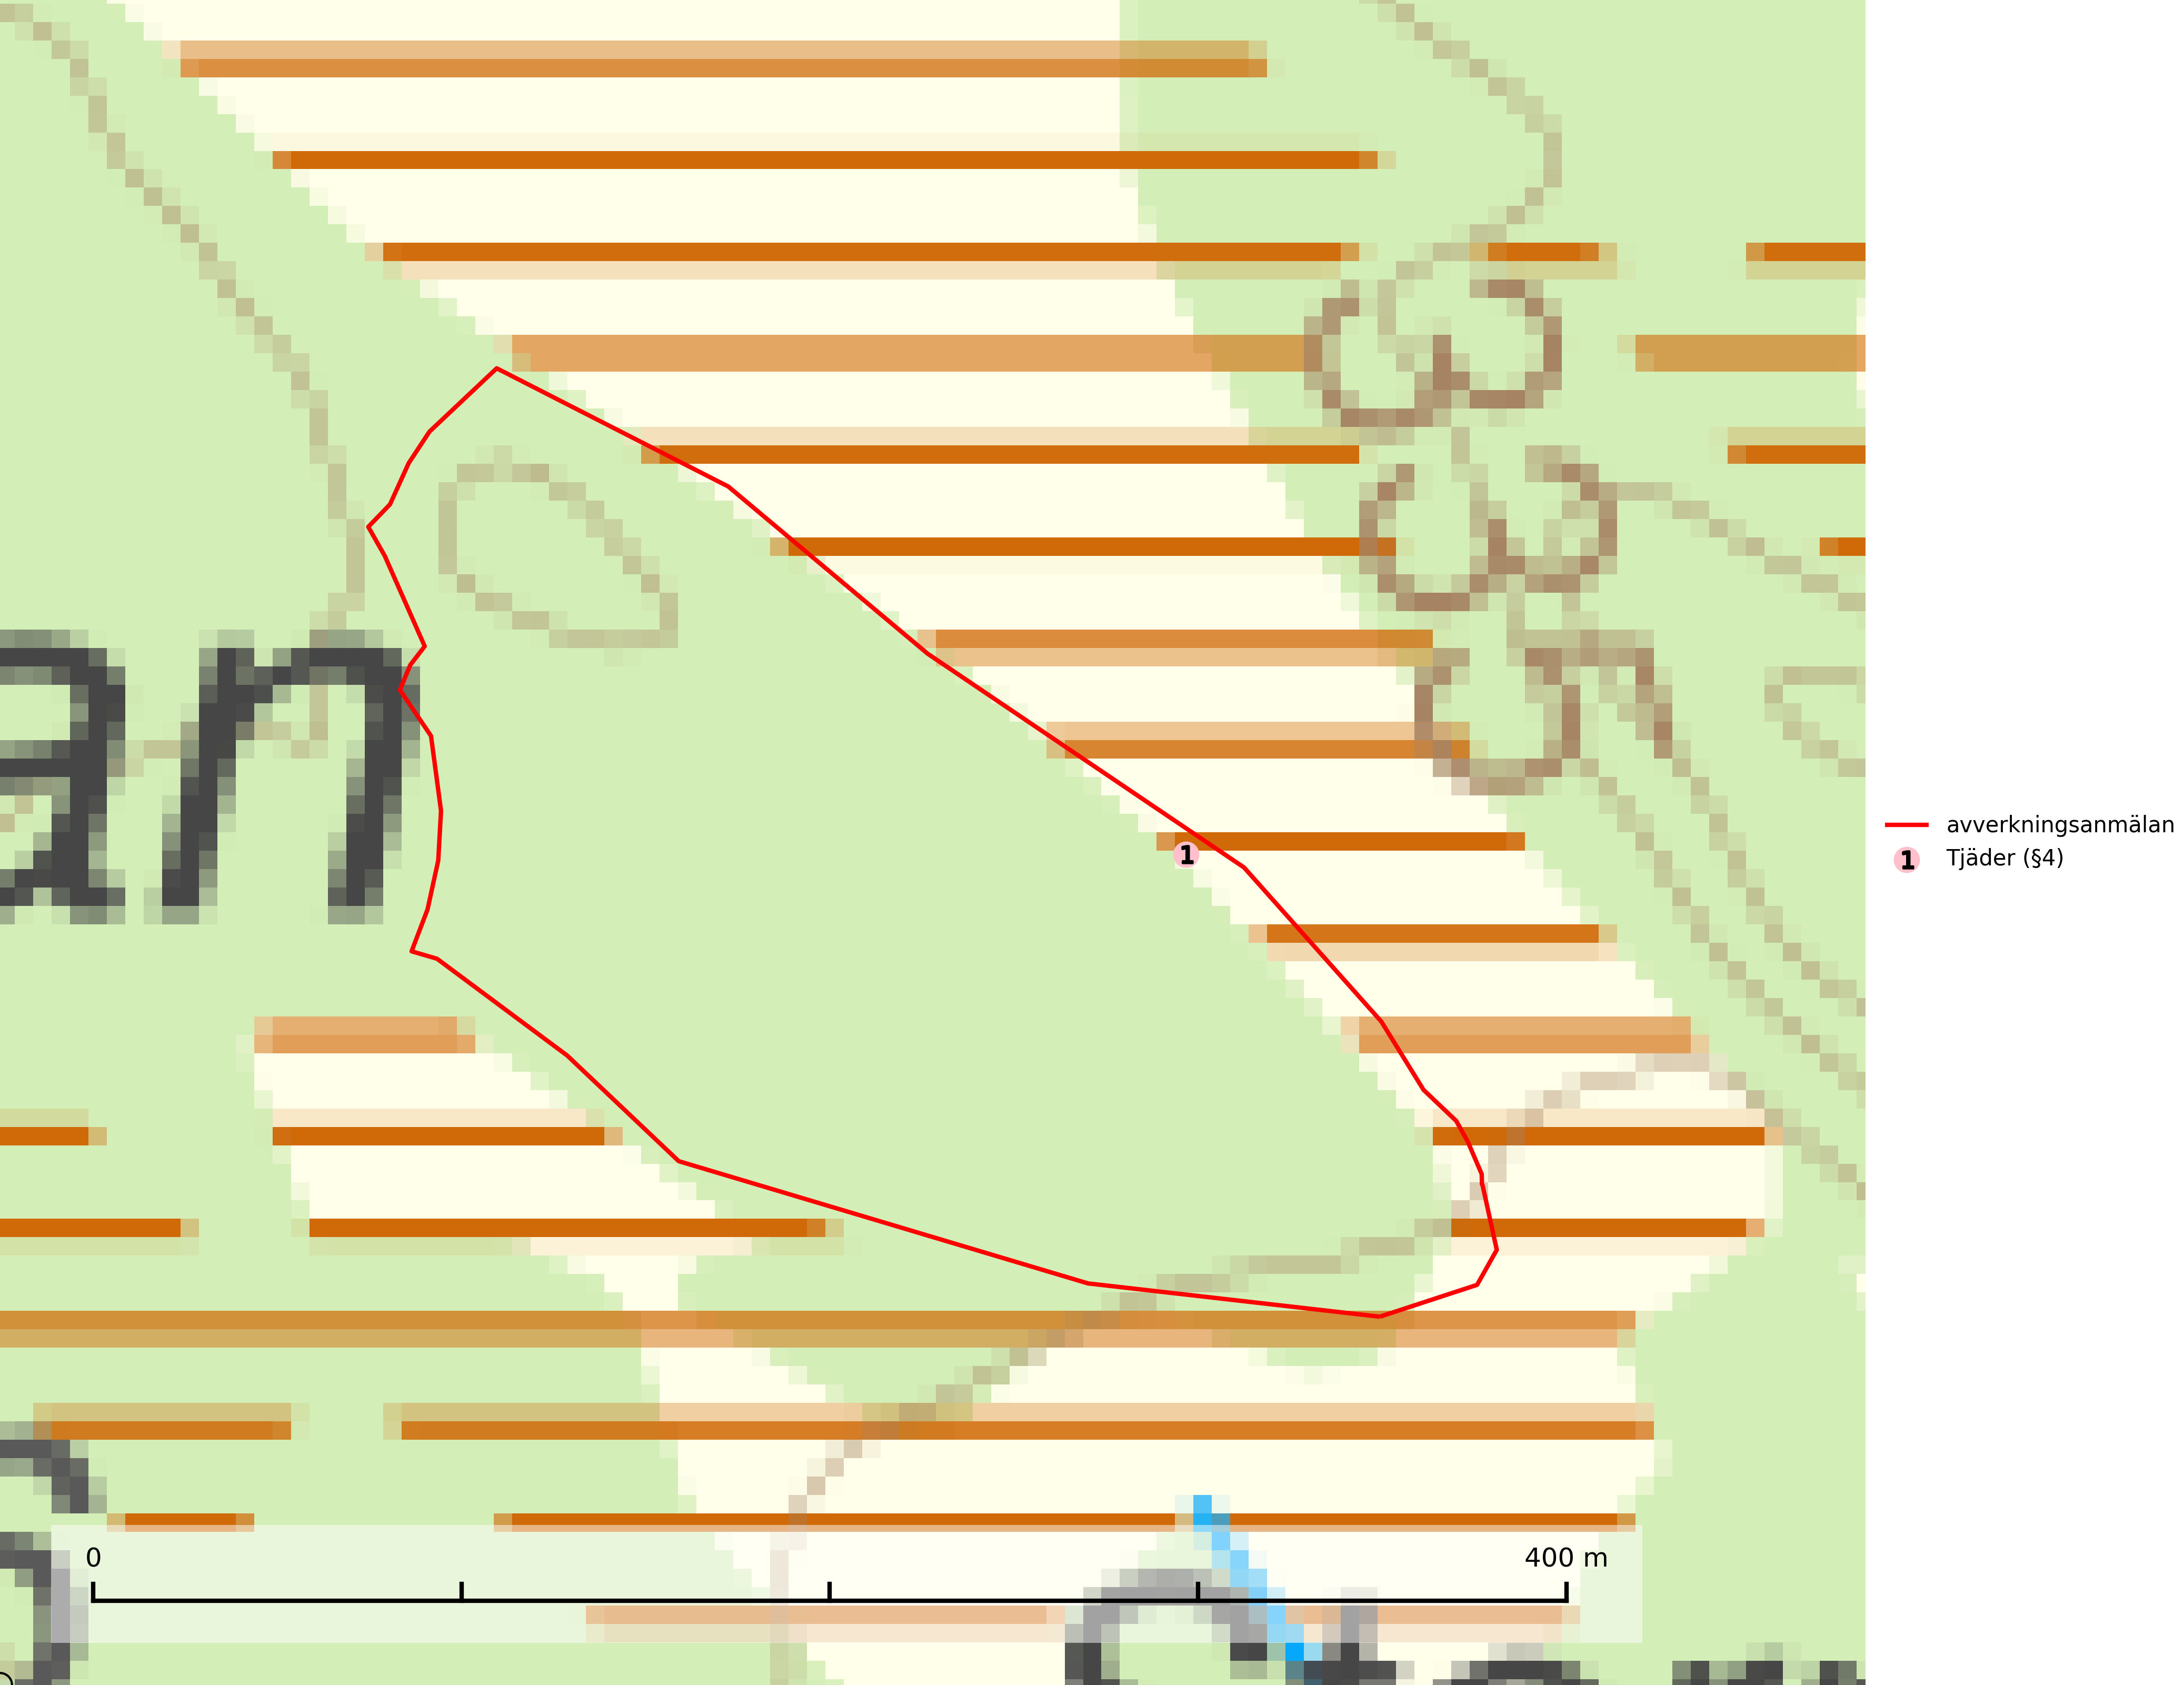 an
1
avverkningsanmälan
1 Tjäder (§4)
0 400 m